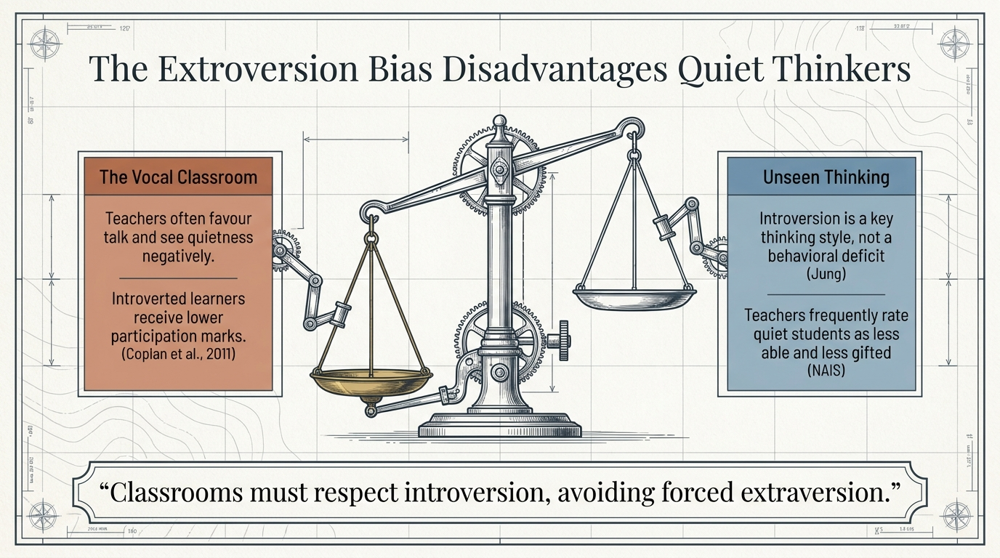 The Extroversion Bias Disadvantages Quiet Thinkers
The Vocal Classroom
Teachers often favour
talk and see quietness
negatively.
Introverted learners
receive lower
participation marks.
(Coplan et al., 2011)
Unseen Thinking
Introversion is a key
thinking style, not a
behavioral deficit
(Jung)
Teachers frequently rate
quiet students as less
able and less gifted
(NAIS)
“Classrooms must respect introversion, avoiding forced extraversion.”